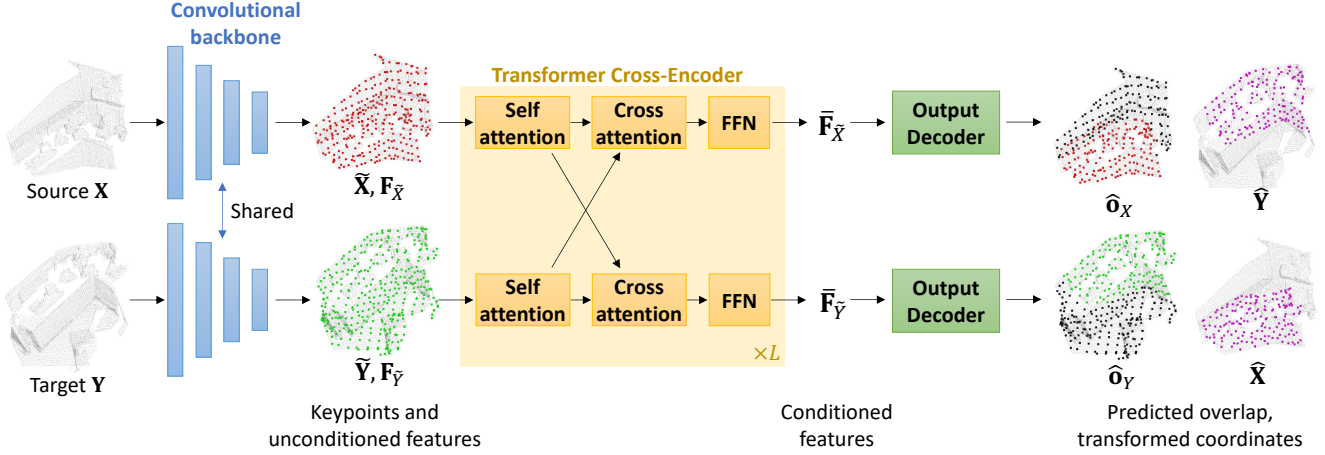 Convolutional
backbone
Source 𝐗
Shared
Target 𝐘
X̃, F_X̃
Ỹ, F_Ỹ
Keypoints and
unconditioned features
Transformer Cross-Encoder
Self
attention
Cross
attention
FFN
Self
attention
Cross
attention
FFN
×L
F̄_X̃
F̄_Ỹ
Conditioned
features
Output
Decoder
Output
Decoder
ô_X
Ŷ
ô_Y
X̂
Predicted overlap,
transformed coordinates